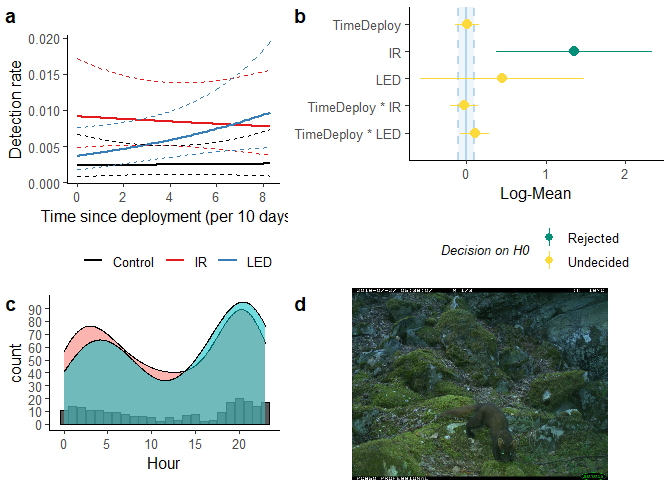 a
0.020
0.015
0.010
0.005
0.000
Detection rate
0 2 4 6 8
Time since deployment (per 10 days
Control IR LED
b
TimeDeploy
IR
LED
TimeDeploy * IR
TimeDeploy * LED
0 1 2
Log-Mean
Decision on H0
Rejected
Undecided
c
90
80
70
60
50
40
30
20
10
0
count
0 5 10 15 20
Hour
d
PROFESSIONAL